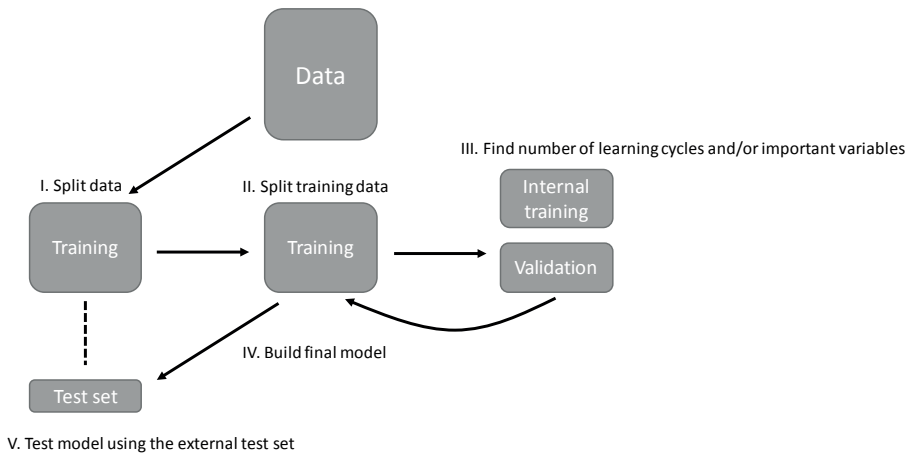 Data
III. Find number of learning cycles and/or important variables
I. Split data
II. Split training data
Internal
training
Training
Training
Validation
IV. Build final model
Test set
V. Test model using the external test set